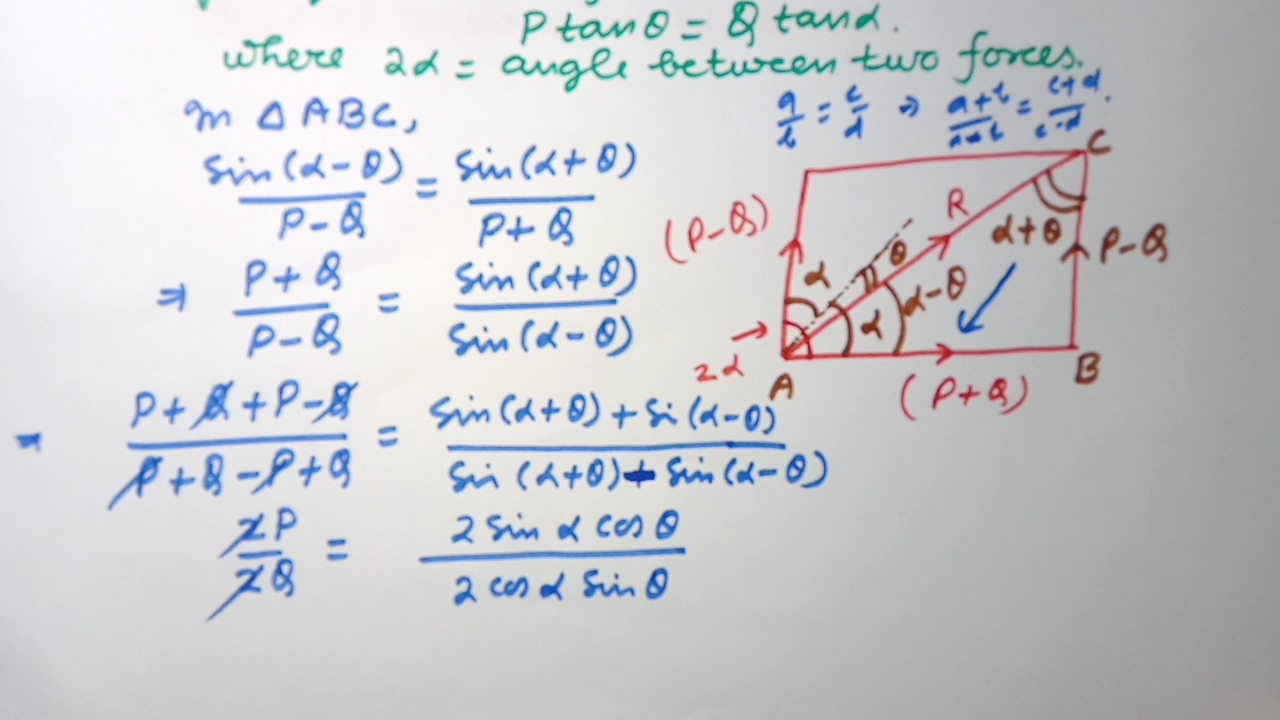 P tan θ = Q tan α.
where 2α = angle between two forces.
In △ ABC,
a/b = c/d ⇒ a+b/a-b = c+d/c-d.
sin(α-θ)/P-Q = sin(α+θ)/P+Q
⇒ P+Q/P-Q = sin(α+θ)/sin(α-θ)
= P+Q+P-Q/P+Q-P+Q = sin(α+θ)+si(α-θ)/sin(α+θ)-sin(α-θ)
2P/2Q = 2 sin α cos θ/2 cos α sin θ
C
R
(P-Q)
α+θ
P-Q
θ
α
α-θ
α
2α
A
B
(P+Q)